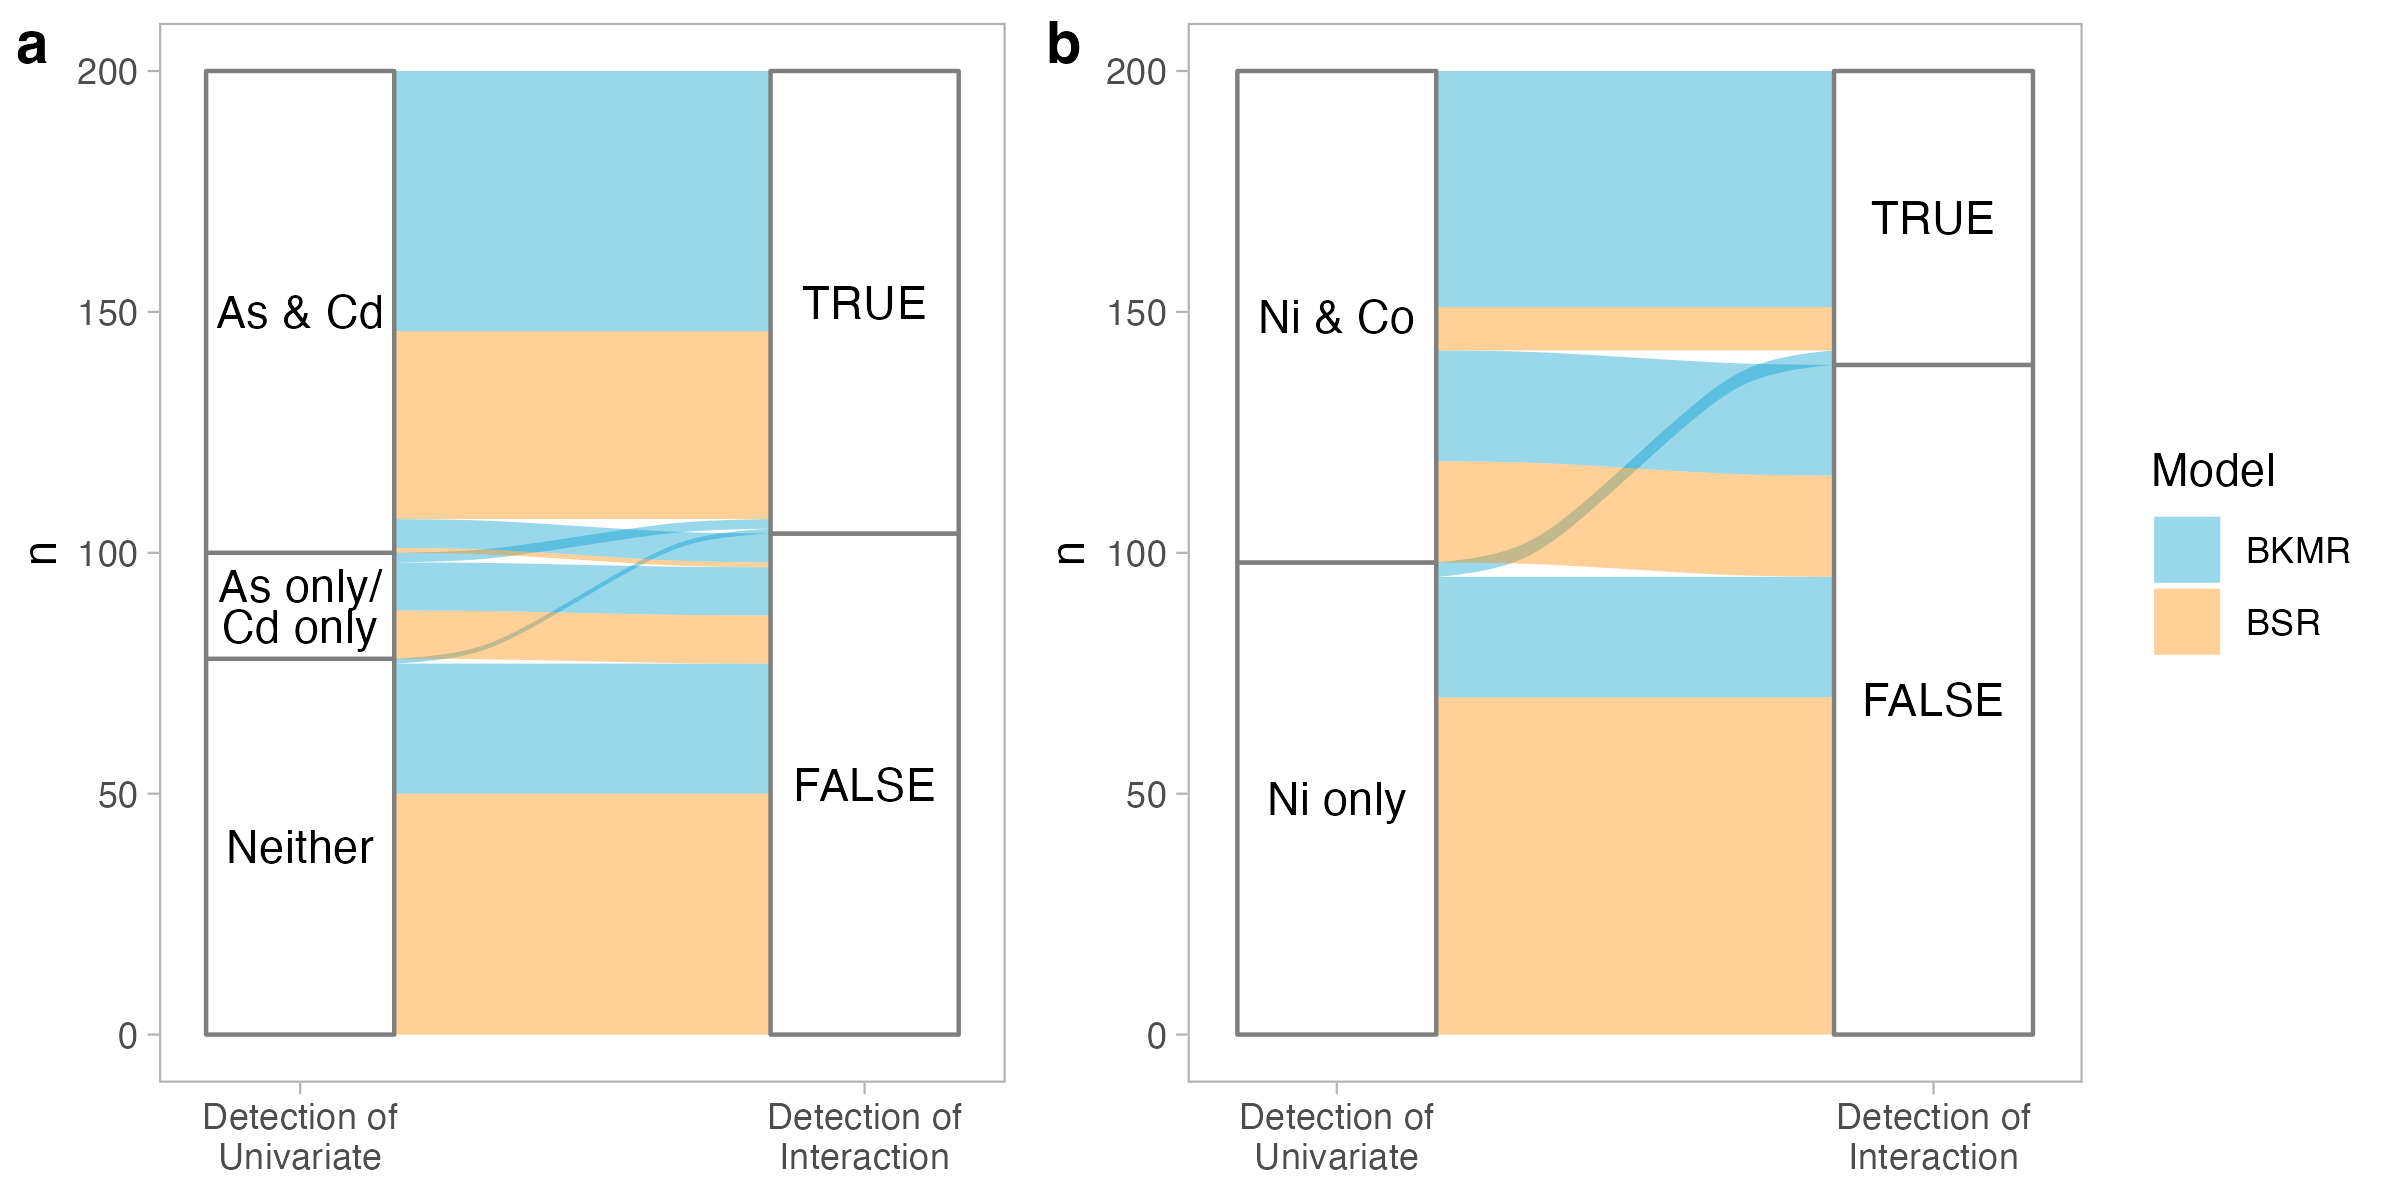 a
200
150
100
50
0
n
As & Cd
As only/
Cd only
Neither
TRUE
FALSE
Detection of
Univariate
Detection of
Interaction
b
200
150
100
50
0
n
Ni & Co
Ni only
TRUE
FALSE
Detection of
Univariate
Detection of
Interaction
Model
BKMR
BSR